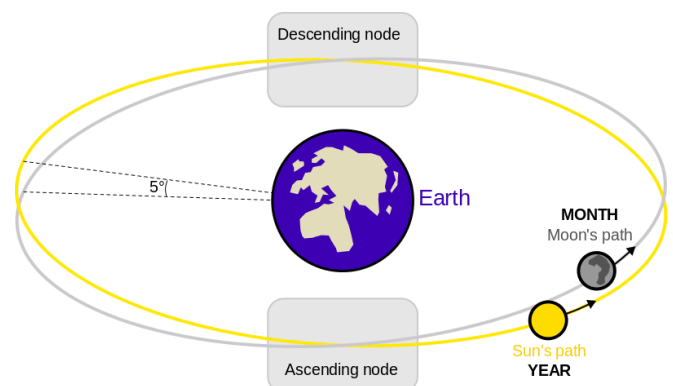 Descending node
5°
Earth
MONTH
Moon's path
Sun's path
YEAR
Ascending node